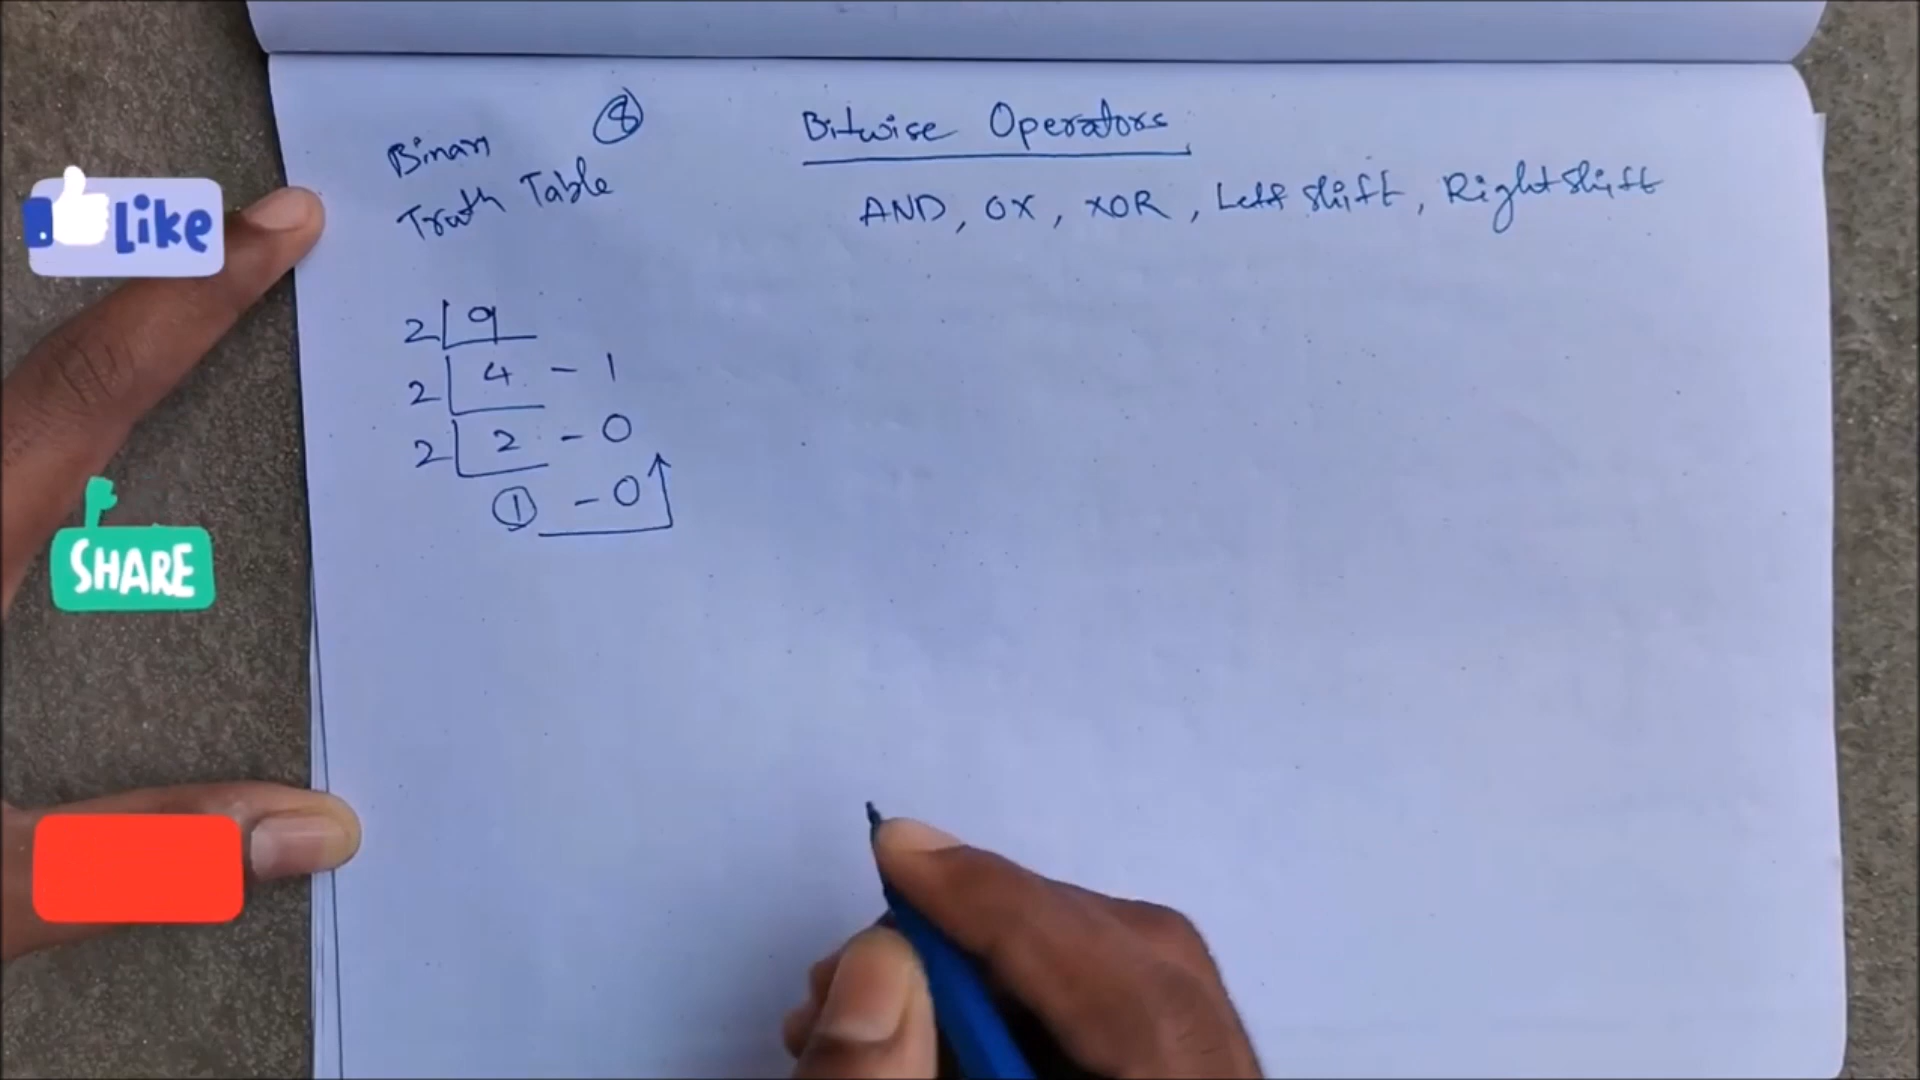 Bitwise Operators
AND, OR, XOR, Left Shift, Right Shift
8
Binary
Truth Table
2 9
2 4 - 1
2 2 - 0
1 - 0
Like
SHARE